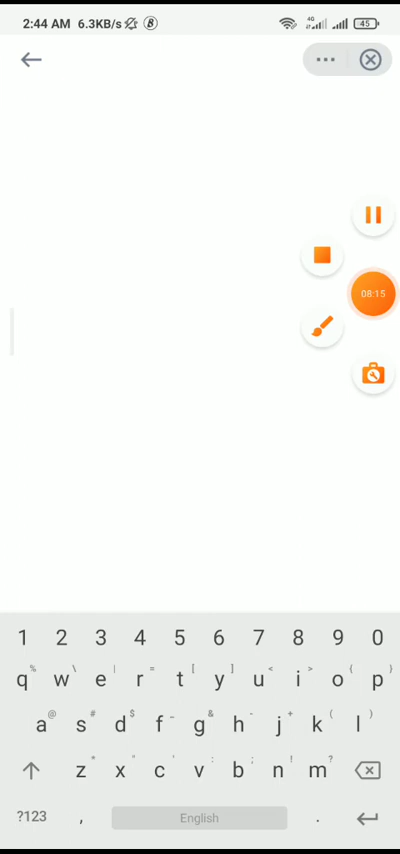 2:44 AM 6.3KB/s 4G 45
08:15
1 2 3 4 5 6 7 8 9 0
% \ | = [ ] < > { }
q w e r t y u i o p
@ # $ _ & - + ( )
a s d f g h j k l
* " ' : ; ! ?
z x c v b n m
?123 , English .